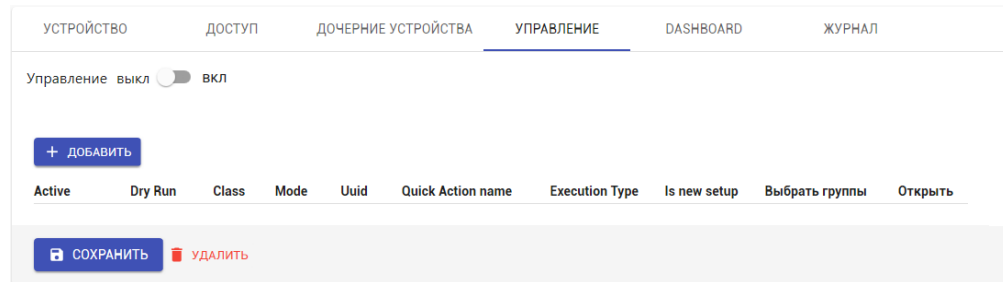 УСТРОЙСТВО ДОСТУП ДОЧЕРНИЕ УСТРОЙСТВА УПРАВЛЕНИЕ DASHBOARD ЖУРНАЛ
Управление выкл вкл
+ ДОБАВИТЬ
Active Dry Run Class Mode Uuid Quick Action name Execution Type Is new setup Выбрать группы Открыть
СОХРАНИТЬ УДАЛИТЬ